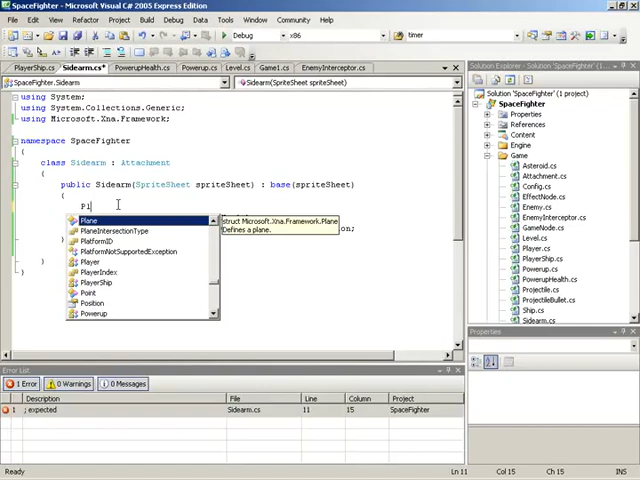 SpaceFighter - Microsoft Visual C# 2005 Express Edition
File Edit View Refactor Project Build Debug Data Tools Window Community Help
Debug x86 timer
PlayerShip.cs Sidearm.cs* PowerupHealth.cs Powerup.cs Level.cs Game1.cs EnemyInterceptor.cs
SpaceFighter.Sidearm Sidearm(SpriteSheet spriteSheet)
using System;
using System.Collections.Generic;
using Microsoft.Xna.Framework;
namespace SpaceFighter
{
class Sidearm : Attachment
{
public Sidearm(SpriteSheet spriteSheet) : base(spriteSheet)
{
Pl
Plane
PlaneIntersectionType
PlatformID
PlatformNotSupportedException
Player
PlayerIndex
PlayerShip
Point
Position
Powerup
struct Microsoft.Xna.Framework.Plane
Defines a plane.
on;
}
}
}
Solution Explorer - SpaceFighter
Solution 'SpaceFighter' (1 project)
SpaceFighter
Properties
References
Content
Engine
Game
Asteroid.cs
Attachment.cs
Config.cs
Effect.cs
Enemy.cs
EnemyInterceptor.cs
GameObject.cs
Level.cs
Player.cs
PlayerShip.cs
Powerup.cs
PowerupHealth.cs
Projectile.cs
ProjectileBullet.cs
Ship.cs
Sidearm.cs
Properties
Error List
1 Error 0 Warnings 0 Messages
Description File Line Column Project
1 ; expected Sidearm.cs 11 15 SpaceFighter
Ready Ln 11 Col 15 Ch 15 INS